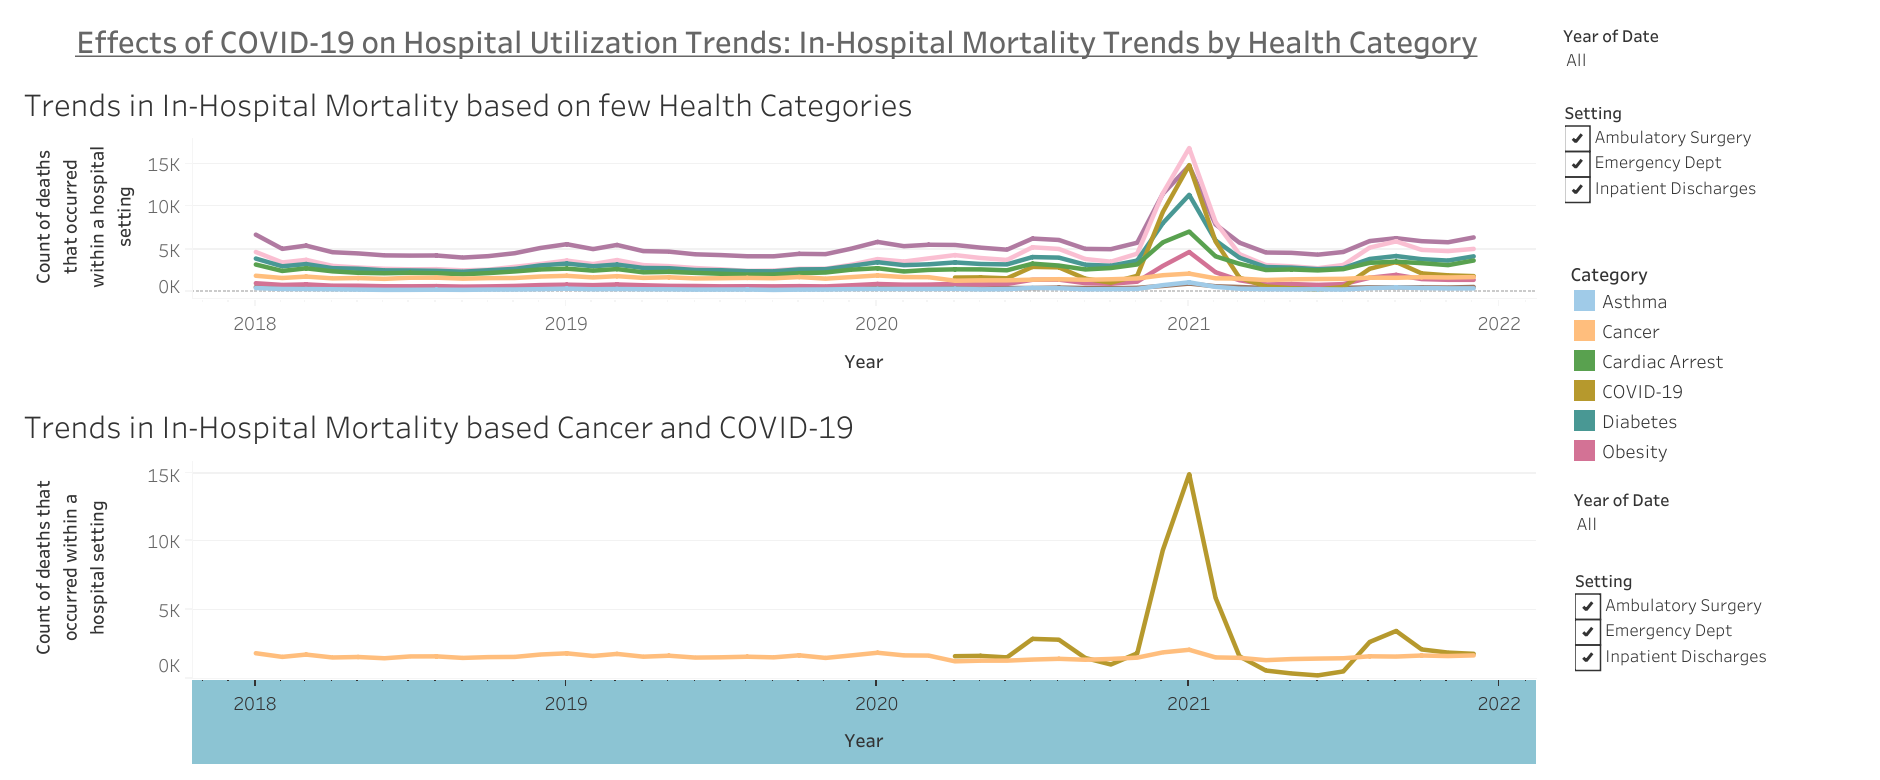 Effects of COVID-19 on Hospital Utilization Trends: In-Hospital Mortality Trends by Health Category
Trends in In-Hospital Mortality based on few Health Categories
Count of deaths
that occurred
within a hospital
setting
15K
10K
5K
0K
2018
2019
2020
2021
2022
Year
Trends in In-Hospital Mortality based Cancer and COVID-19
Count of deaths that
occurred within a
hospital setting
15K
10K
5K
0K
2018
2019
2020
2021
2022
Year
Year of Date
All
Setting
Ambulatory Surgery
Emergency Dept
Inpatient Discharges
Category
Asthma
Cancer
Cardiac Arrest
COVID-19
Diabetes
Obesity
Year of Date
All
Setting
Ambulatory Surgery
Emergency Dept
Inpatient Discharges